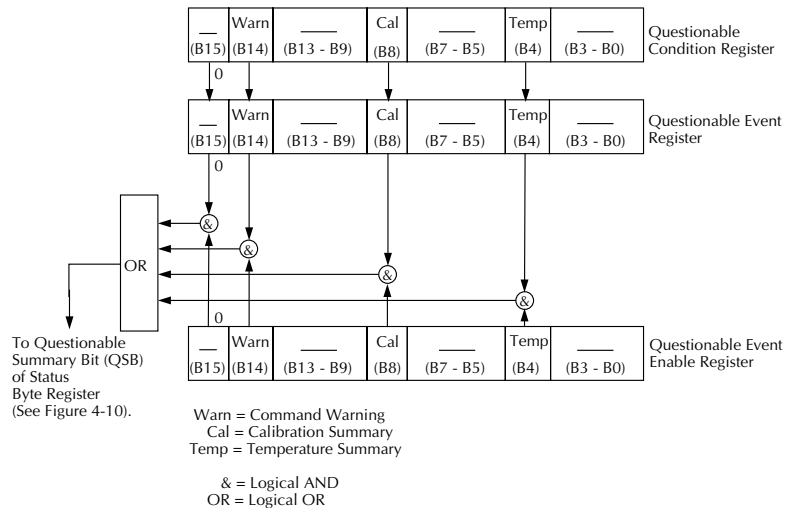 Warn Cal Temp
(B15) (B14) (B13 - B9) (B8) (B7 - B5) (B4) (B3 - B0)
Questionable
Condition Register
0
Warn Cal Temp
(B15) (B14) (B13 - B9) (B8) (B7 - B5) (B4) (B3 - B0)
Questionable Event
Register
0
&
&
OR
&
&
0
To Questionable
Summary Bit (QSB)
of Status
Byte Register
(See Figure 4-10).
Warn Cal Temp
(B15) (B14) (B13 - B9) (B8) (B7 - B5) (B4) (B3 - B0)
Questionable Event
Enable Register
Warn = Command Warning
Cal = Calibration Summary
Temp = Temperature Summary
& = Logical AND
OR = Logical OR